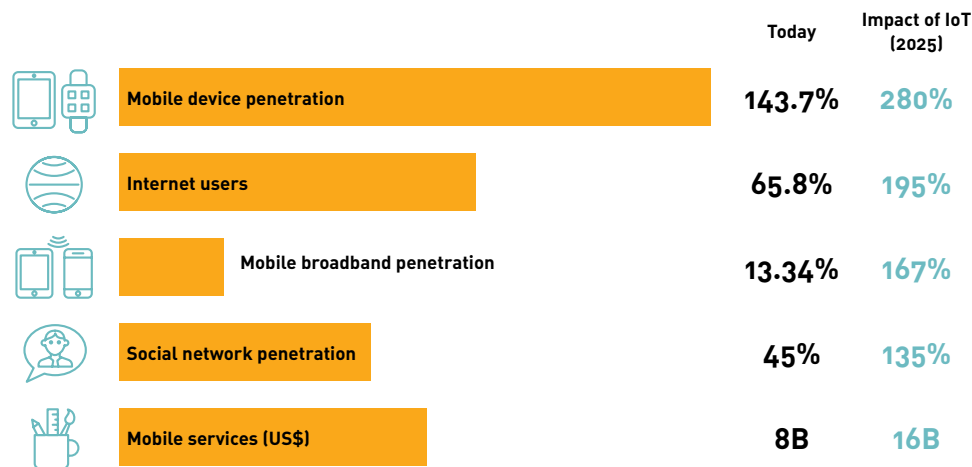 Today
Impact of IoT
(2025)
Mobile device penetration
143.7%
280%
Internet users
65.8%
195%
Mobile broadband penetration
13.34%
167%
Social network penetration
45%
135%
Mobile services (US$)
8B
16B